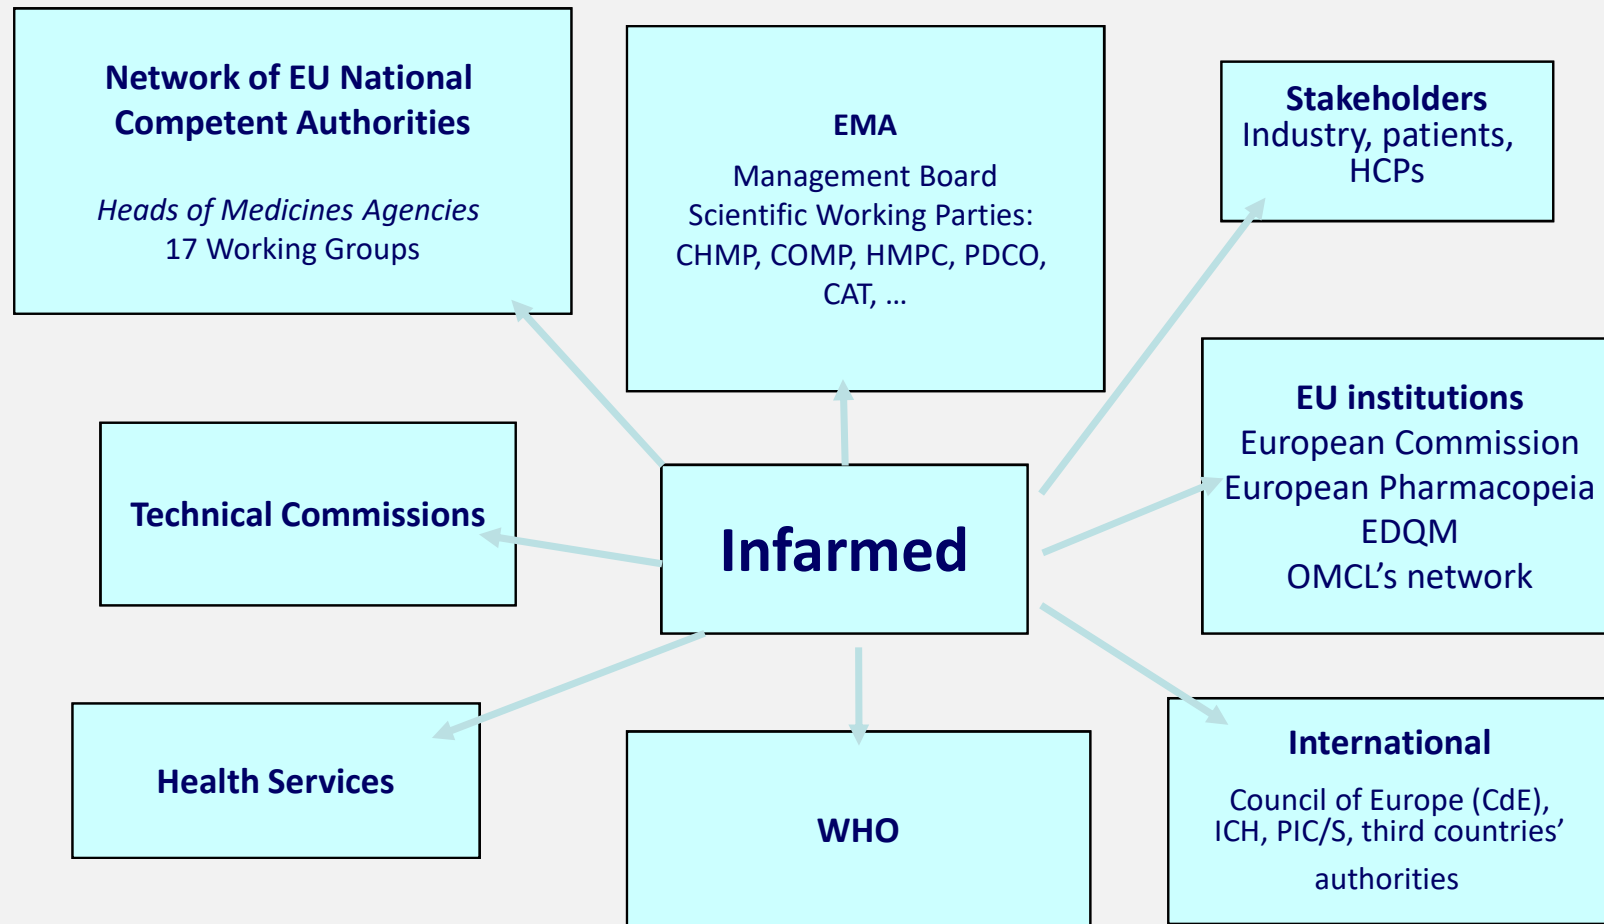 Network of EU National
Competent Authorities
Heads of Medicines Agencies
17 Working Groups
EMA
Management Board
Scientific Working Parties:
CHMP, COMP, HMPC, PDCO,
CAT, ...
Stakeholders
Industry, patients,
HCPs
Technical Commissions
Infarmed
EU institutions
European Commission
European Pharmacopeia
EDQM
OMCL’s network
Health Services
WHO
International
Council of Europe (CdE),
ICH, PIC/S, third countries’
authorities